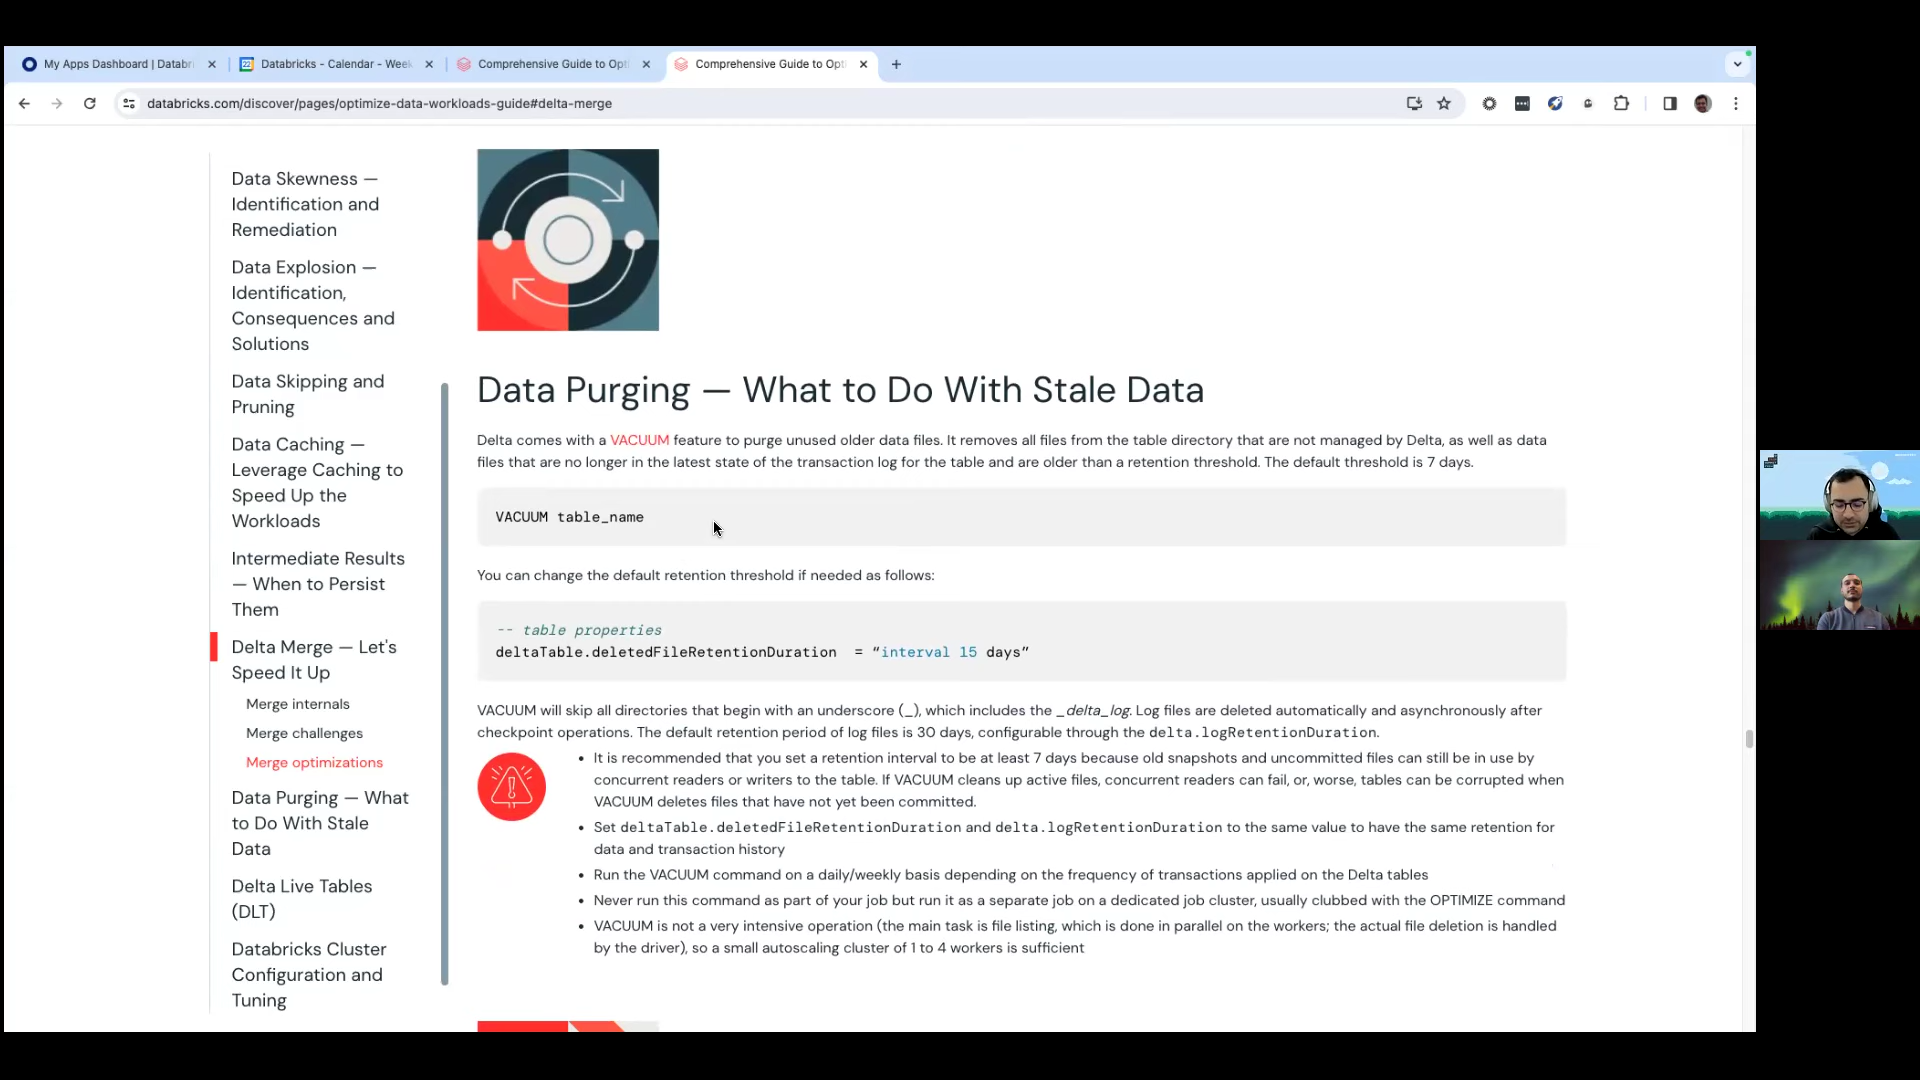 My Apps Dashboard | Databri
Databricks - Calendar - Week
Comprehensive Guide to Opti
Comprehensive Guide to Opti
databricks.com/discover/pages/optimize-data-workloads-guide#delta-merge
Data Skewness —
Identification and
Remediation
Data Explosion —
Identification,
Consequences and
Solutions
Data Skipping and
Pruning
Data Caching —
Leverage Caching to
Speed Up the
Workloads
Intermediate Results
— When to Persist
Them
Delta Merge — Let's
Speed It Up
Merge internals
Merge challenges
Merge optimizations
Data Purging — What
to Do With Stale
Data
Delta Live Tables
(DLT)
Databricks Cluster
Configuration and
Tuning
Data Purging — What to Do With Stale Data
Delta comes with a VACUUM feature to purge unused older data files. It removes all files from the table directory that are not managed by Delta, as well as data
files that are no longer in the latest state of the transaction log for the table and are older than a retention threshold. The default threshold is 7 days.
VACUUM table_name
You can change the default retention threshold if needed as follows:
-- table properties
deltaTable.deletedFileRetentionDuration = “interval 15 days”
VACUUM will skip all directories that begin with an underscore (_), which includes the _delta_log. Log files are deleted automatically and asynchronously after
checkpoint operations. The default retention period of log files is 30 days, configurable through the delta.logRetentionDuration.
• It is recommended that you set a retention interval to be at least 7 days because old snapshots and uncommitted files can still be in use by
concurrent readers or writers to the table. If VACUUM cleans up active files, concurrent readers can fail, or, worse, tables can be corrupted when
VACUUM deletes files that have not yet been committed.
• Set deltaTable.deletedFileRetentionDuration and delta.logRetentionDuration to the same value to have the same retention for
data and transaction history
• Run the VACUUM command on a daily/weekly basis depending on the frequency of transactions applied on the Delta tables
• Never run this command as part of your job but run it as a separate job on a dedicated job cluster, usually clubbed with the OPTIMIZE command
• VACUUM is not a very intensive operation (the main task is file listing, which is done in parallel on the workers; the actual file deletion is handled
by the driver), so a small autoscaling cluster of 1 to 4 workers is sufficient